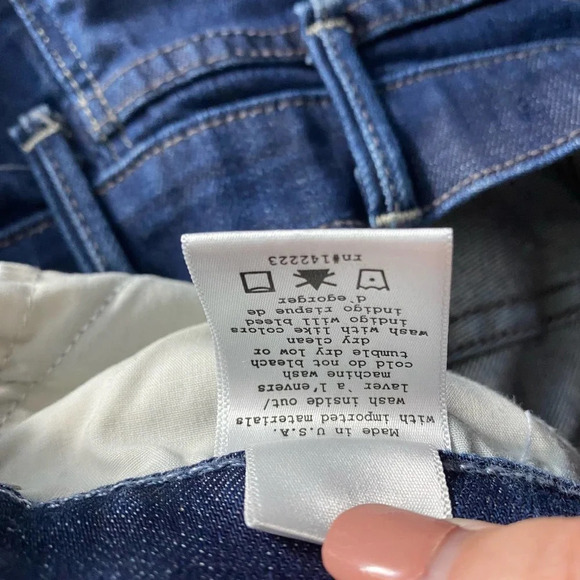 Made in U.S.A.
with imported materials
wash inside out/
laver `a l'envers
machine wash
cold do not bleach
tumble dry low or
dry clean
wash with like colors
indigo will bleed
indigo rispue de
d'egorger
rn#142223